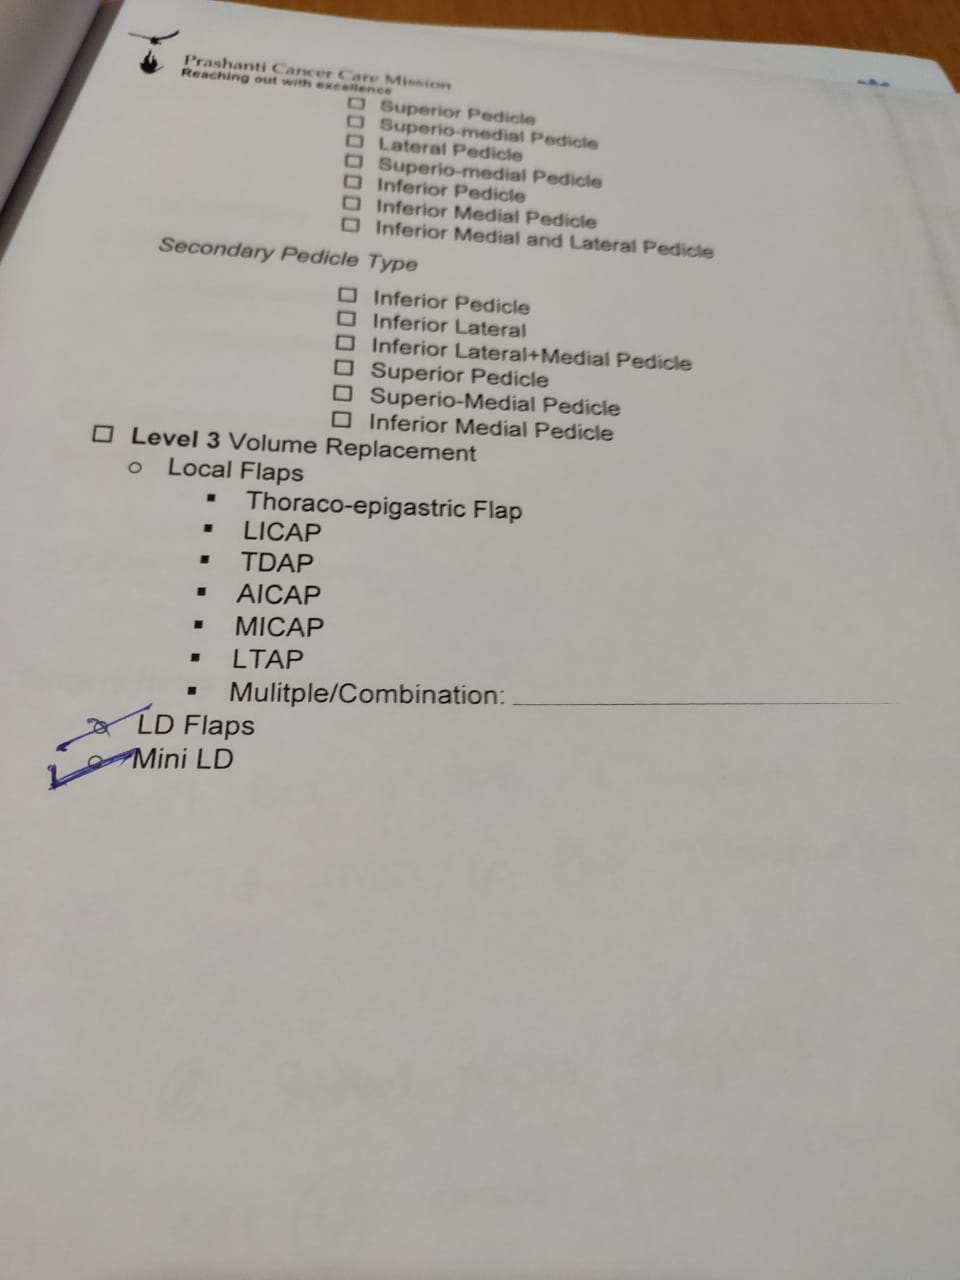 Prashanti Cancer Care Mission
Reaching out with excellence
☐ Superior Pedicle
☐ Superio-medial Pedicle
☐ Lateral Pedicle
☐ Superio-medial Pedicle
☐ Inferior Pedicle
☐ Inferior Medial Pedicle
☐ Inferior Medial and Lateral Pedicle
Secondary Pedicle Type
☐ Inferior Pedicle
☐ Inferior Lateral
☐ Inferior Lateral+Medial Pedicle
☐ Superior Pedicle
☐ Superio-Medial Pedicle
☐ Inferior Medial Pedicle
☐ Level 3 Volume Replacement
o Local Flaps
▪ Thoraco-epigastric Flap
▪ LICAP
▪ TDAP
▪ AICAP
▪ MICAP
▪ LTAP
▪ Mulitple/Combination:
o LD Flaps
o Mini LD